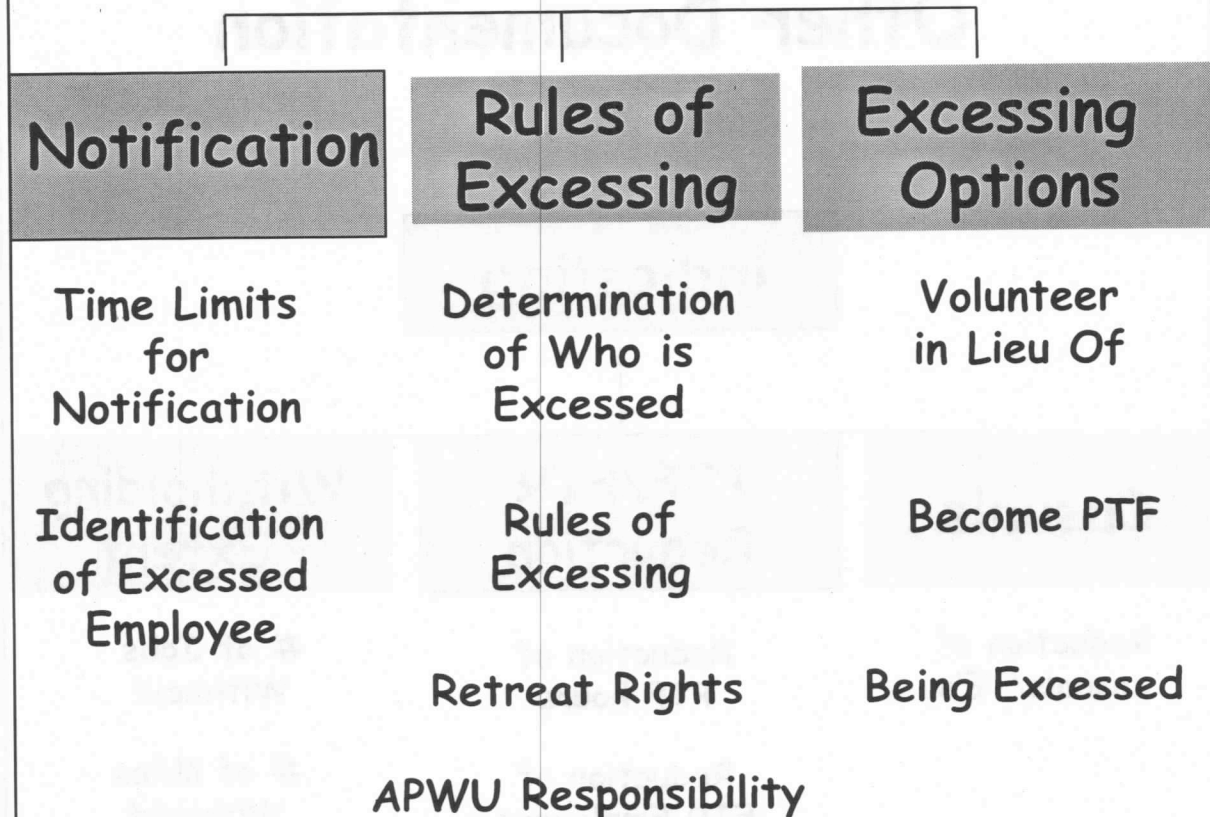 Notification
Time Limits
for
Notification
Identification
of Excessed
Employee
Rules of
Excessing
Determination
of Who is
Excessed
Rules of
Excessing
Retreat Rights
APWU Responsibility
Excessing
Options
Volunteer
in Lieu Of
Become PTF
Being Excessed